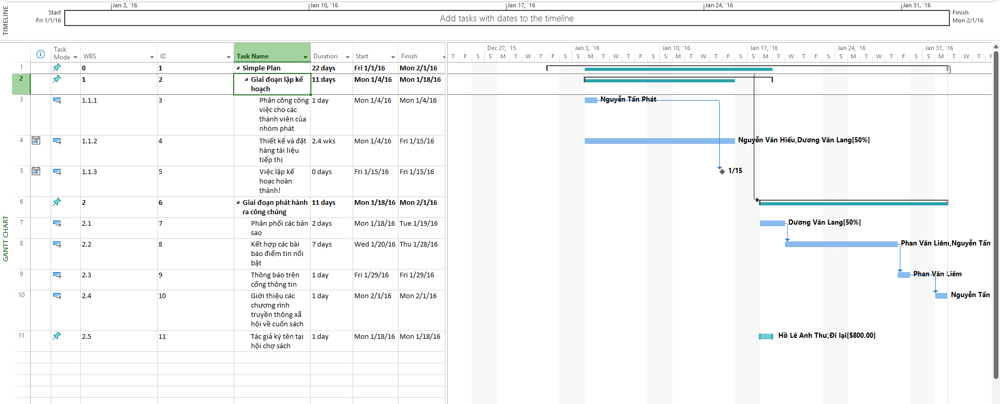 TIMELINE
Jan 3, '16 Jan 10, '16 Jan 17, '16 Jan 24, '16 Jan 31, '16
Start
Fri 1/1/16
Add tasks with dates to the timeline
Finish
Mon 2/1/16
GANTT CHART
Task Mode WBS ID Task Name Duration Start Finish
Dec 27, '15 Jan 3, '16 Jan 10, '16 Jan 17, '16 Jan 24, '16 Jan 31, '16
T F S S M T W T F S S M T W T F S S M T W T F S S M T W T F S S M T W T F S S M T W F
1 0 1 Simple Plan 22 days Fri 1/1/16 Mon 2/1/16
2 1 2 Giai đoạn lập kế 11 days Mon 1/4/16 Mon 1/18/16
hoạch
3 1.1.1 3 Phân công công 1 day Mon 1/4/16 Mon 1/4/16 Nguyễn Tấn Phát
việc cho các
thành viên của
nhóm phát
4 1.1.2 4 Thiết kế và đặt 2.4 wks Mon 1/4/16 Fri 1/15/16 Nguyễn Văn Hiếu,Dương Văn Lang[50%]
hàng tài liệu
tiếp thị
5 1.1.3 5 Việc lập kế 0 days Fri 1/15/16 Fri 1/15/16 1/15
hoạc hoàn
thành!
6 2 6 Giai đoạn phát hành 11 days Mon 1/18/16 Mon 2/1/16
ra công chúng
7 2.1 7 Phân phối các bản 2 days Mon 1/18/16 Tue 1/19/16 Dương Văn Lang[50%]
sao
8 2.2 8 Kết hợp các bài 7 days Wed 1/20/16 Thu 1/28/16 Phan Văn Liêm,Nguyễn Tấn
báo điểm tin nổi
bật
9 2.3 9 Thông báo trên 1 day Fri 1/29/16 Fri 1/29/16 Phan Văn Liêm
cổng thông tin
10 2.4 10 Giới thiệu các 1 day Mon 2/1/16 Mon 2/1/16 Nguyễn Tấn
chương rình
truyền thông xã
hội về cuốn sách
11 2.5 11 Tác giả ký tên tại 1 day Mon 1/18/16 Mon 1/18/16 Hồ Lê Anh Thư,Đi lại[$800.00]
hội chợ sách